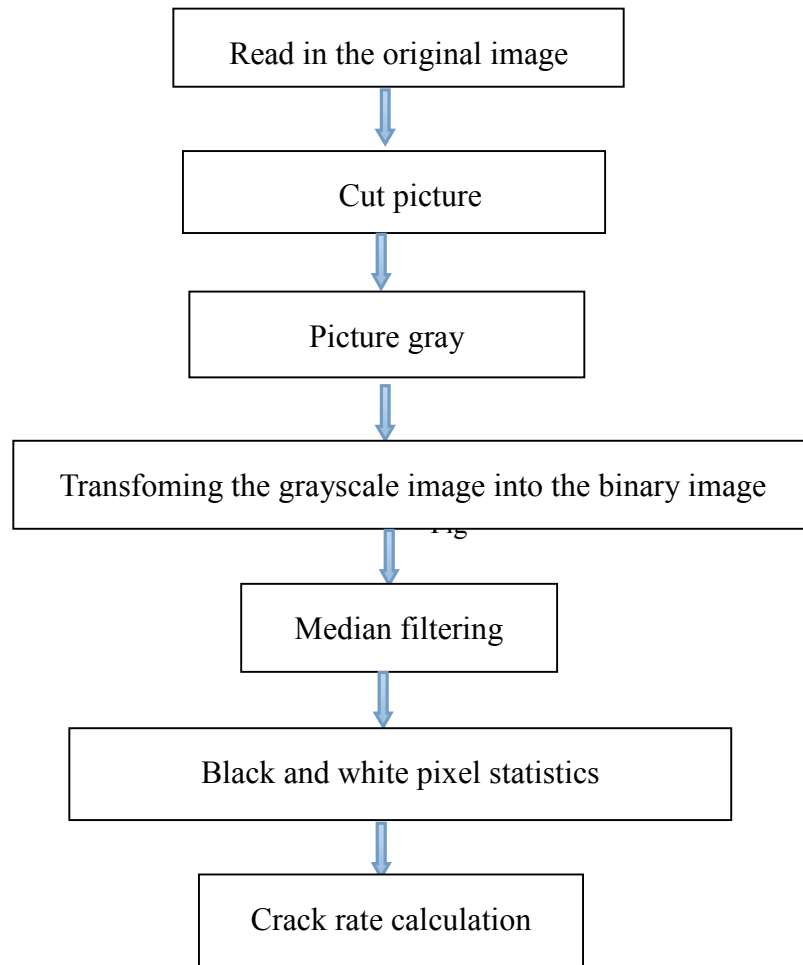 Read in the original image
Cut picture
Picture gray
Transfoming the grayscale image into the binary image
Median filtering
Black and white pixel statistics
Crack rate calculation